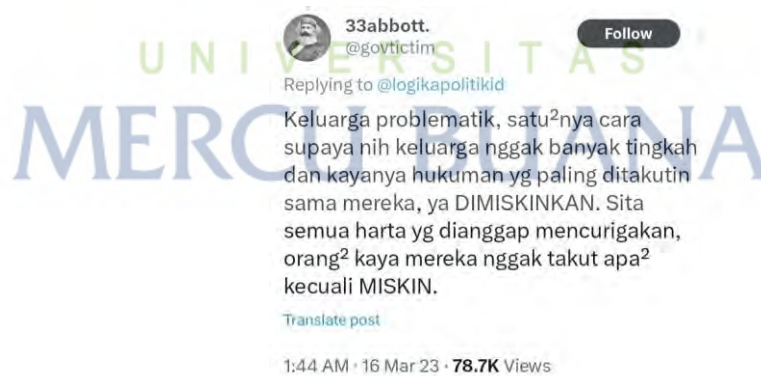 33abbott.
@govtictim
Follow
UNIVERSITAS
Replying to @logikapolitikid
MERCU BUANA
Keluarga problematik, satu²nya cara
supaya nih keluarga nggak banyak tingkah
dan kayanya hukuman yg paling ditakutin
sama mereka, ya DIMISKINKAN. Sita
semua harta yg dianggap mencurigakan,
orang² kaya mereka nggak takut apa²
kecuali MISKIN.
Translate post
1:44 AM · 16 Mar 23 · 78.7K Views